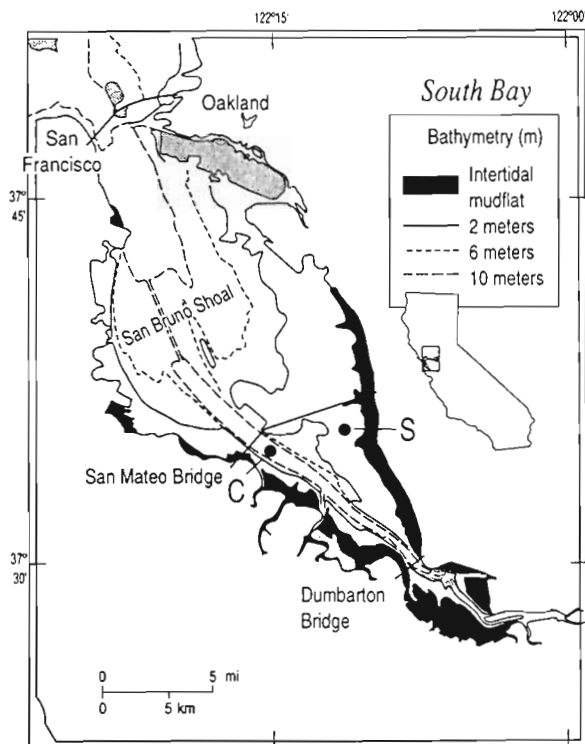 122°15'
122°00'
South Bay
Oakland
Bathymetry (m)
San
Francisco
Intertidal
mudflat
37°
45'
2 meters
6 meters
10 meters
San Bruno Shoal
S
San Mateo Bridge
C
37°
30'
Dumbarton
Bridge
0 5 mi
0 5 km